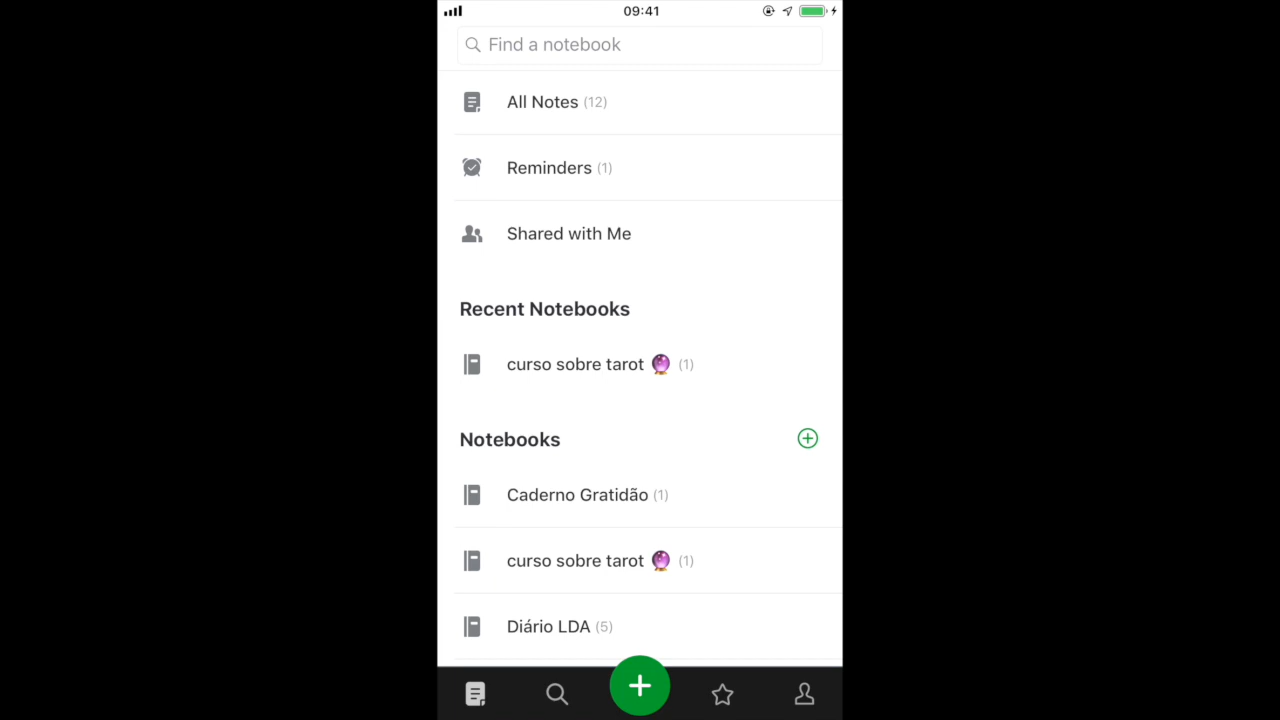 09:41
Find a notebook
All Notes (12)
Reminders (1)
Shared with Me
Recent Notebooks
curso sobre tarot 🔮 (1)
Notebooks
Caderno Gratidão (1)
curso sobre tarot 🔮 (1)
Diário LDA (5)